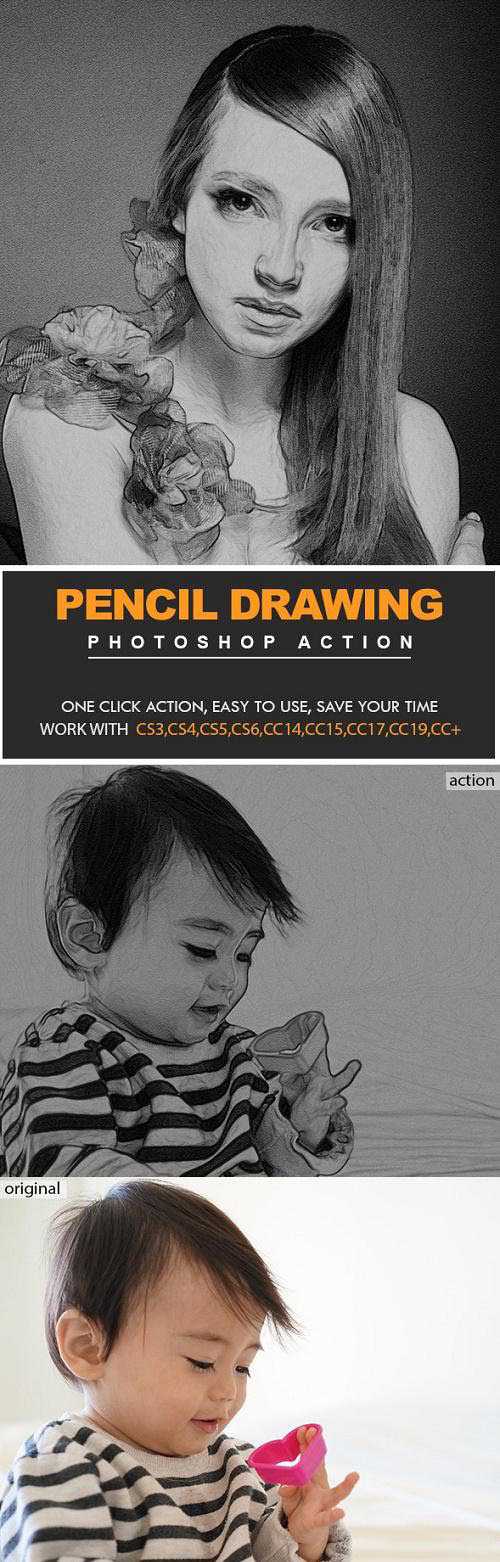 PENCIL DRAWING
PHOTOSHOP ACTION
ONE CLICK ACTION, EASY TO USE, SAVE YOUR TIME
WORK WITH CS3,CS4,CS5,CS6,CC14,CC15,CC17,CC19,CC+
action
original